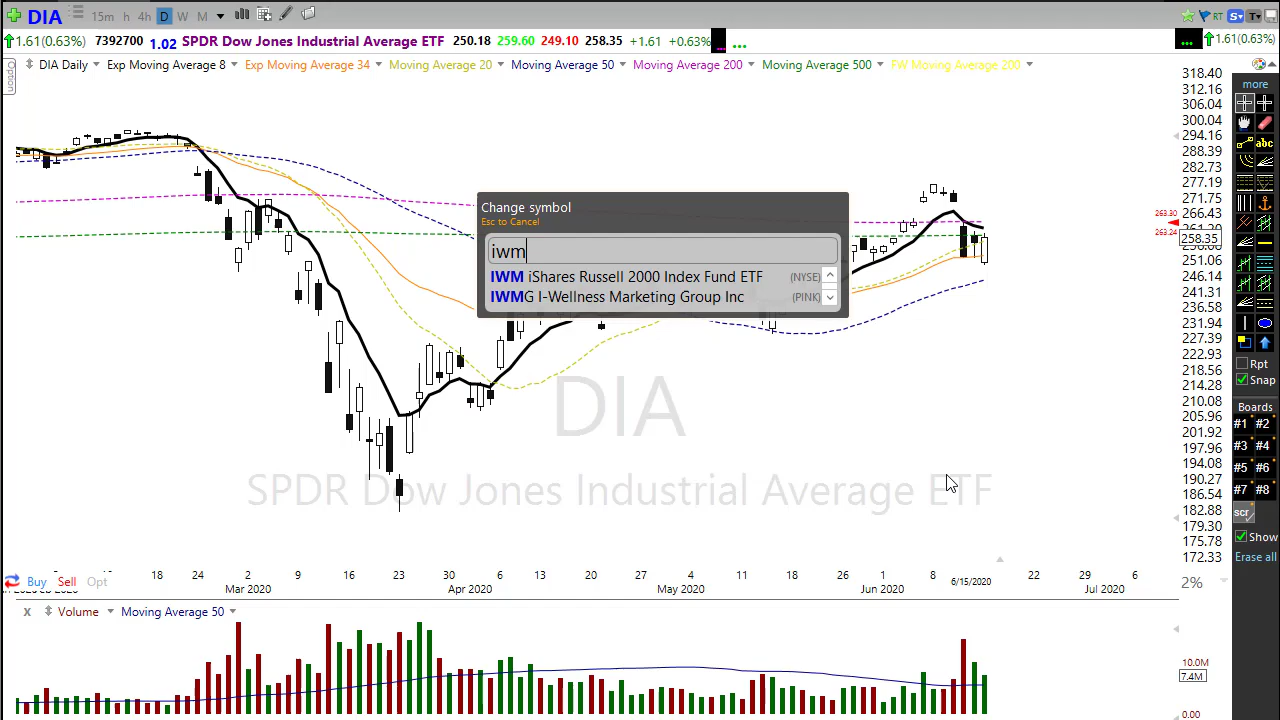 DIA 15m h 4h D W M RT S T
1.61(0.63%) 7392700 1.02 SPDR Dow Jones Industrial Average ETF 250.18 259.60 249.10 258.35 +1.61 +0.63% ... ... ... 1.61(0.63%)
Option
DIA Daily Exp Moving Average 8 Exp Moving Average 34 Moving Average 20 Moving Average 50 Moving Average 200 Moving Average 500 FW Moving Average 200
318.40
312.16
306.04
300.04
294.16
288.39
282.73
277.19
271.75
266.43
263.30
263.24
258.35
251.06
246.14
241.31
236.58
231.94
227.39
222.93
218.56
214.28
210.08
205.96
201.92
197.96
194.08
190.27
186.54
182.88
179.30
175.78
172.33
more
abc
Rpt
Snap
Boards
#1 #2
#3 #4
#5 #6
#7 #8
scr
Show
Erase all
Change symbol
Esc to Cancel
iwm
IWM iShares Russell 2000 Index Fund ETF (NYSE)
IWMG I-Wellness Marketing Group Inc (PINK)
DIA
SPDR Dow Jones Industrial Average ETF
Buy Sell Opt
18 24 9 16 23 30 6 13 20 27 4 11 18 26 1 8 6/15/2020 22 29 6
Mar 2020 Apr 2020 May 2020 Jun 2020 Jul 2020
2%
X Volume Moving Average 50
10.0M
7.4M
0.00